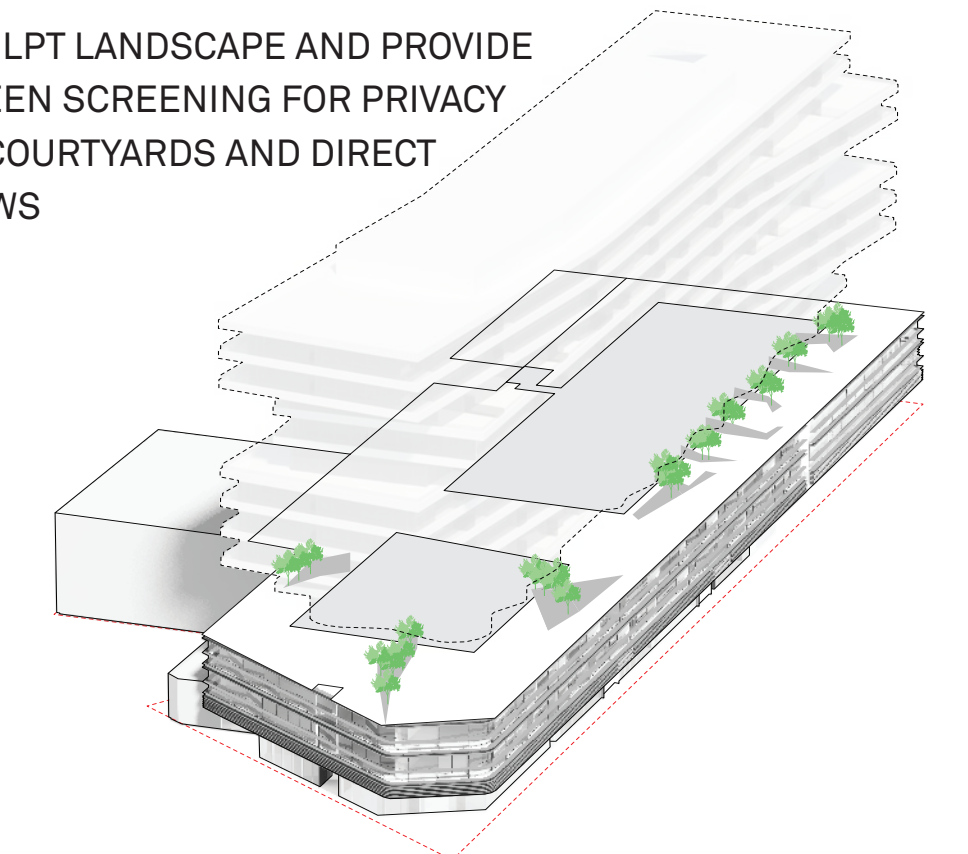 LPT LANDSCAPE AND PROVIDE
EEN SCREENING FOR PRIVACY
COURTYARDS AND DIRECT
WS